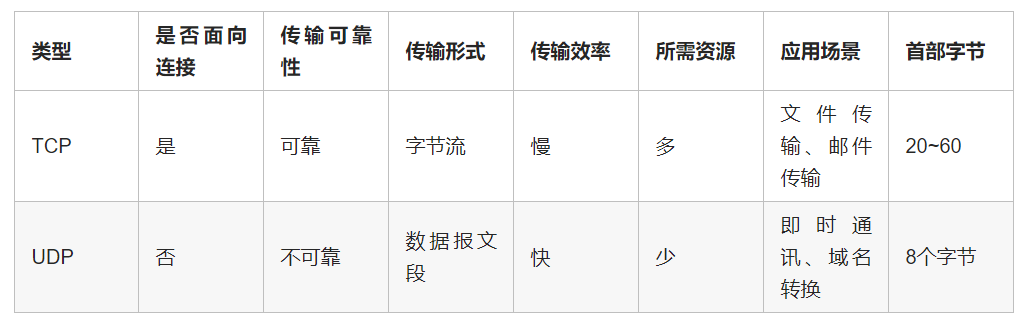 类型 是否面向连接 传输可靠性 传输形式 传输效率 所需资源 应用场景 首部字节
TCP 是 可靠 字节流 慢 多 文件传输、邮件传输 20~60
UDP 否 不可靠 数据报文段 快 少 即时通讯、域名转换 8个字节